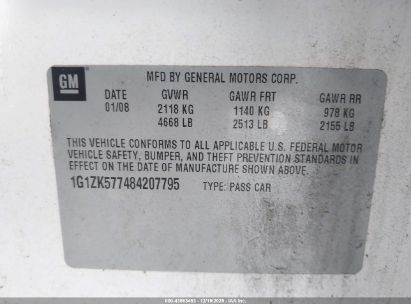 GM
MFD BY GENERAL MOTORS CORP.
DATE GVWR GAWR FRT GAWR RR
01/08 2118 KG 1140 KG 978 KG
4668 LB 2513 LB 2155 LB
THIS VEHICLE CONFORMS TO ALL APPLICABLE U.S. FEDERAL MOTOR
VEHICLE SAFETY, BUMPER, AND THEFT PREVENTION STANDARDS IN
EFFECT ON THE DATE OF MANUFACTURE SHOWN ABOVE.
1G1ZK577484207795 TYPE: PASS CAR